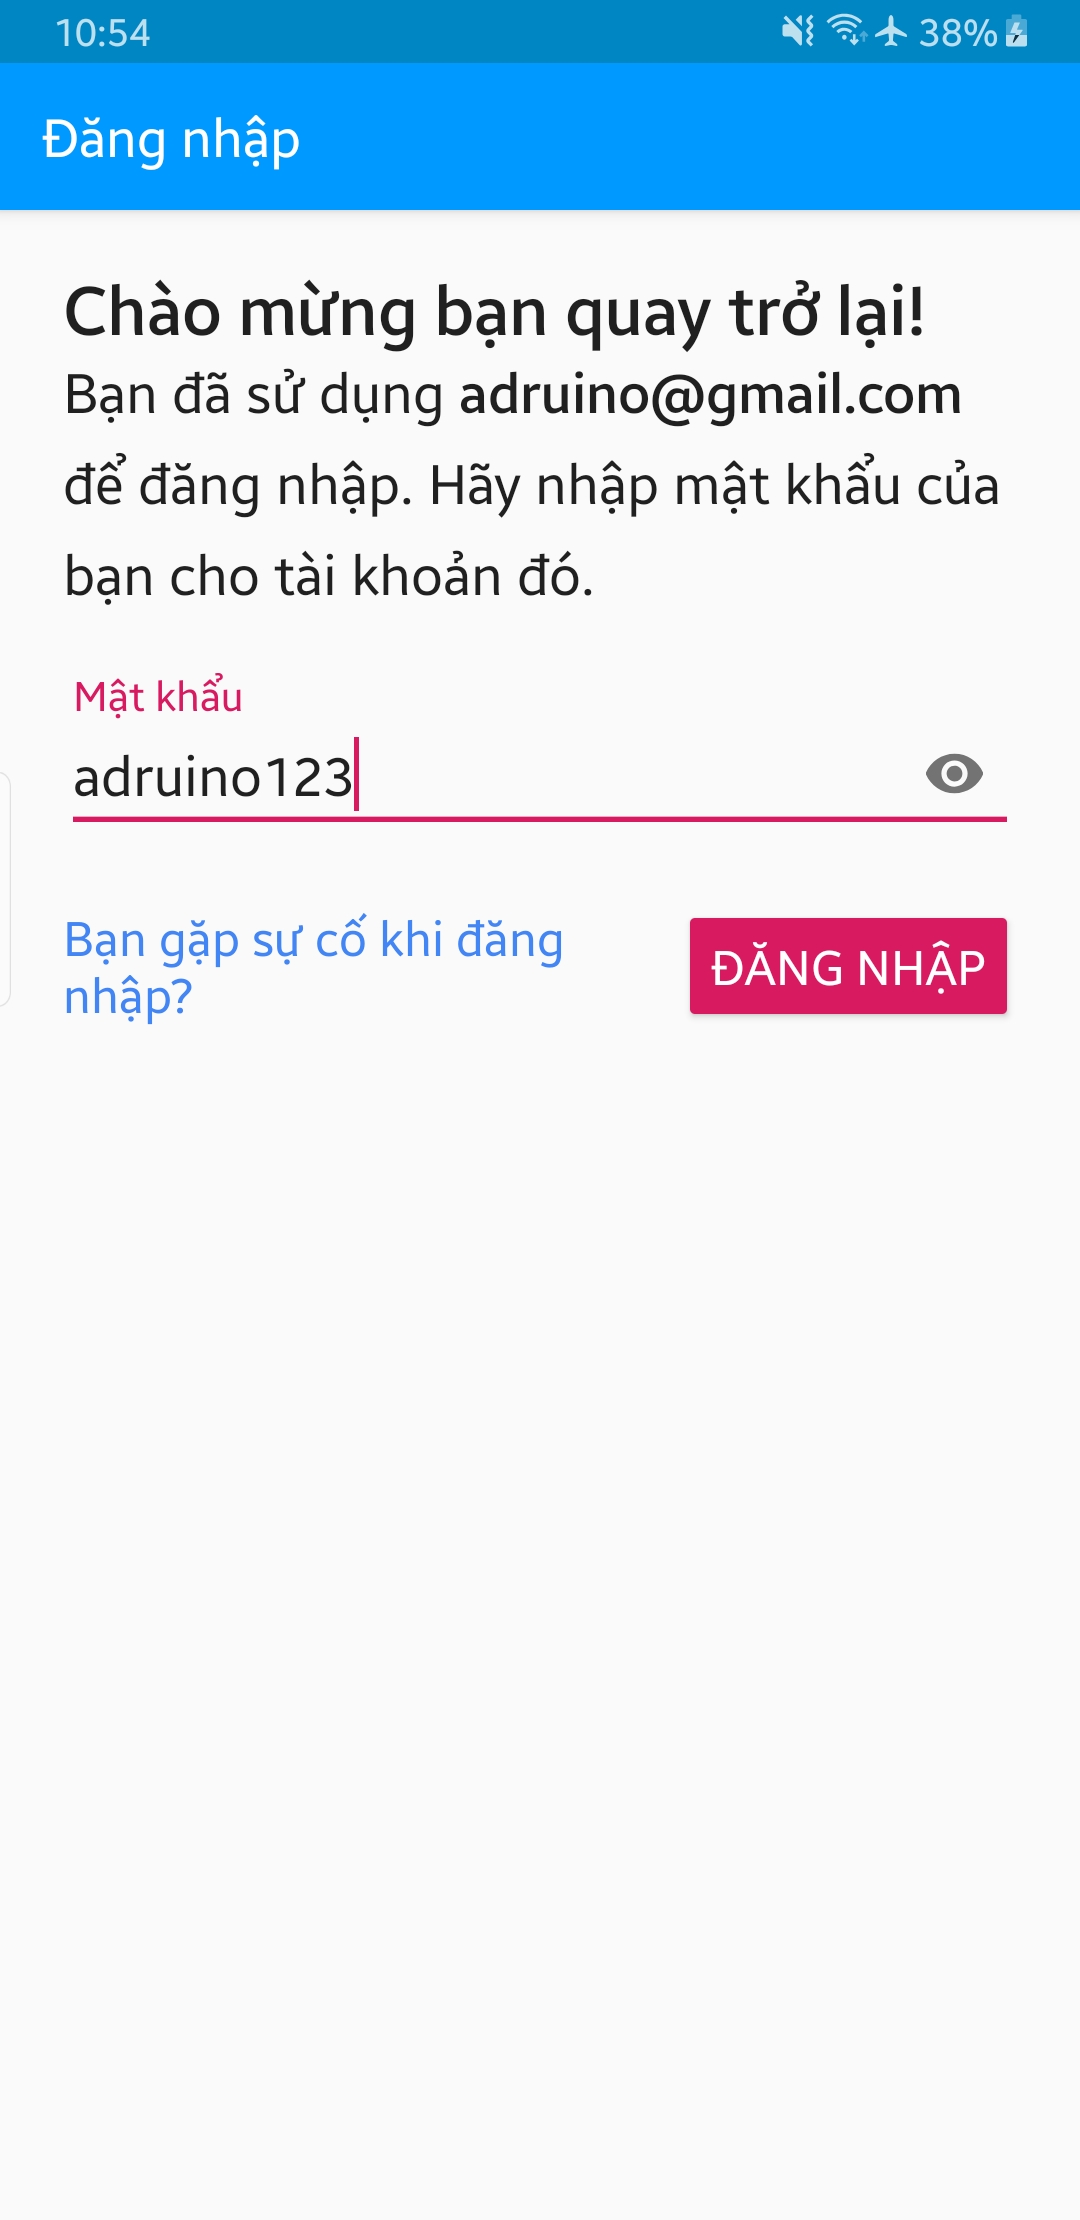 10:54 38%
Đăng nhập
Chào mừng bạn quay trở lại!
Bạn đã sử dụng adruino@gmail.com
để đăng nhập. Hãy nhập mật khẩu của
bạn cho tài khoản đó.
Mật khẩu
adruino123
Bạn gặp sự cố khi đăng
nhập?
ĐĂNG NHẬP